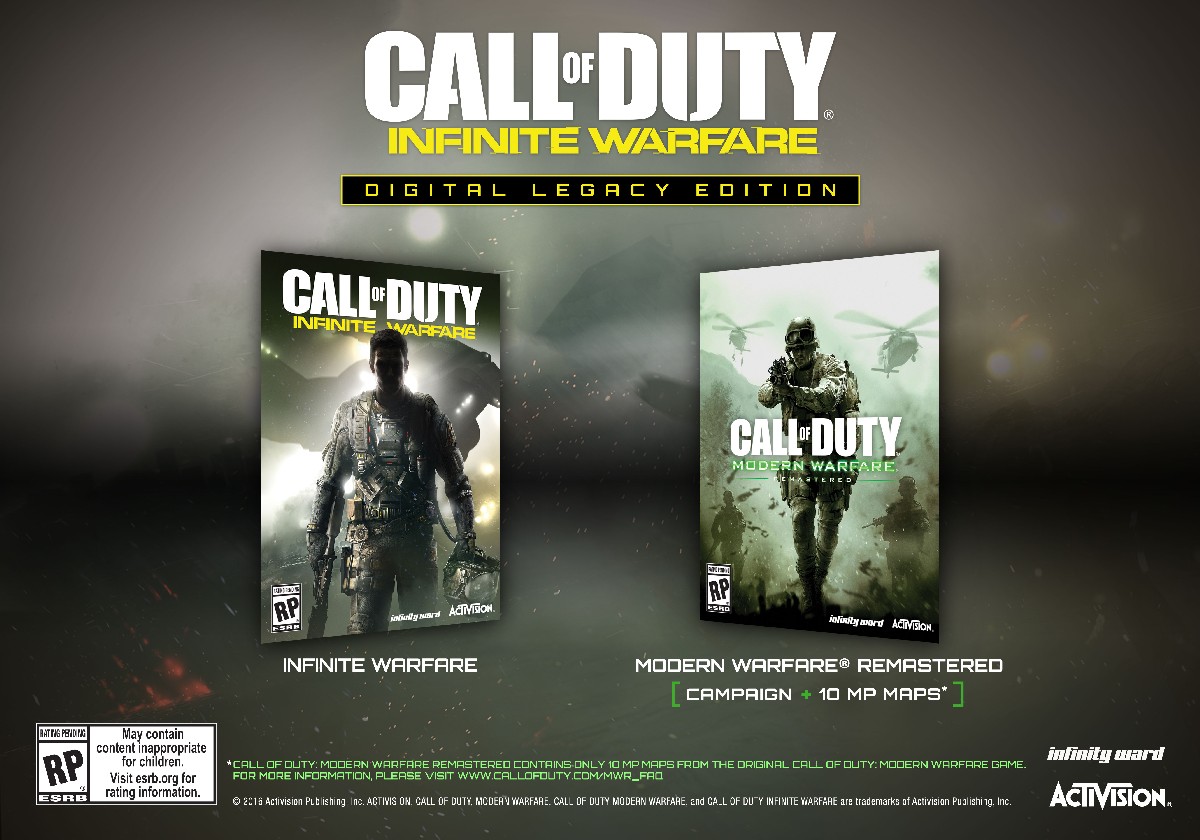 CALL OF DUTY®
INFINITE WARFARE
DIGITAL LEGACY EDITION
CALL OF DUTY
INFINITE WARFARE
RP
ESRB
infinity ward
ACTIVISION.
CALL OF DUTY
MODERN WARFARE
REMASTERED
RP
ESRB
infinity ward
ACTIVISION.
INFINITE WARFARE
MODERN WARFARE® REMASTERED
[ CAMPAIGN + 10 MP MAPS* ]
RATING PENDING
RP
ESRB
May contain
content inappropriate
for children.
Visit esrb.org for
rating information.
*CALL OF DUTY: MODERN WARFARE REMASTERED CONTAINS ONLY 10 MP MAPS FROM THE ORIGINAL CALL OF DUTY: MODERN WARFARE GAME.
FOR MORE INFORMATION, PLEASE VISIT WWW.CALLOFDUTY.COM/MWR_FAQ
© 2016 Activision Publishing, Inc. ACTIVISION, CALL OF DUTY, MODERN WARFARE, CALL OF DUTY MODERN WARFARE, and CALL OF DUTY INFINITE WARFARE are trademarks of Activision Publishing, Inc.
infinity ward
ACTIVISION.